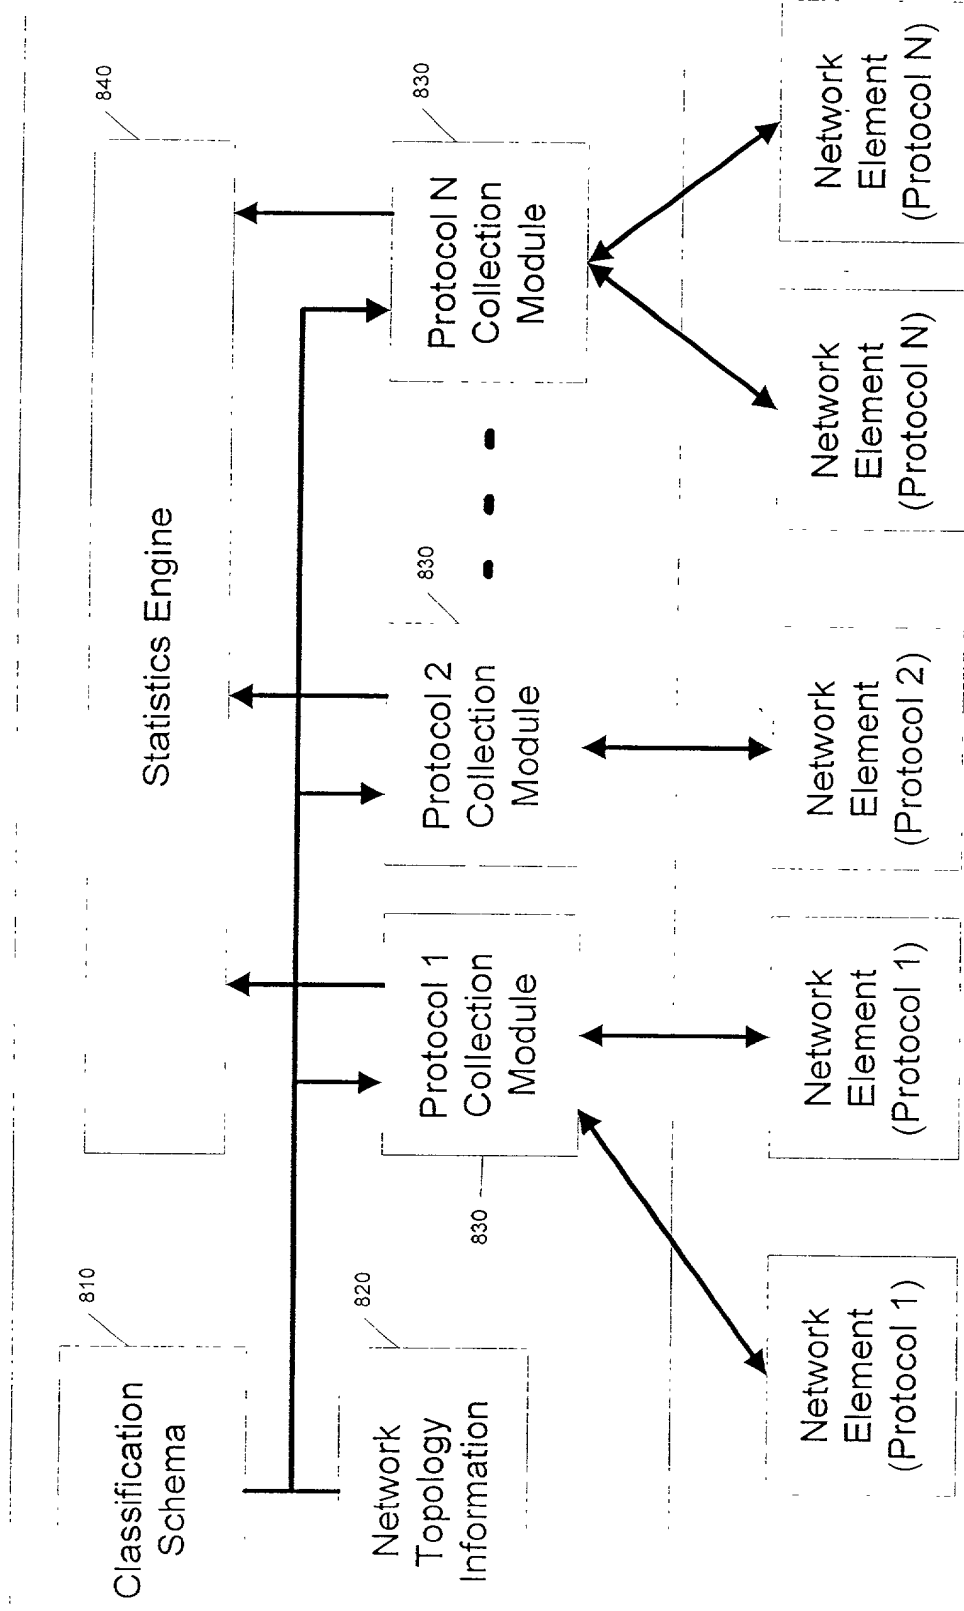 840
Statistics Engine
810
Classification
Schema
820
Network
Topology
Information
830
Protocol 1
Collection
Module
830
Protocol 2
Collection
Module
830
Protocol N
Collection
Module
Network
Element
(Protocol 1)
Network
Element
(Protocol 1)
Network
Element
(Protocol 2)
Network
Element
(Protocol N)
Network
Element
(Protocol N)